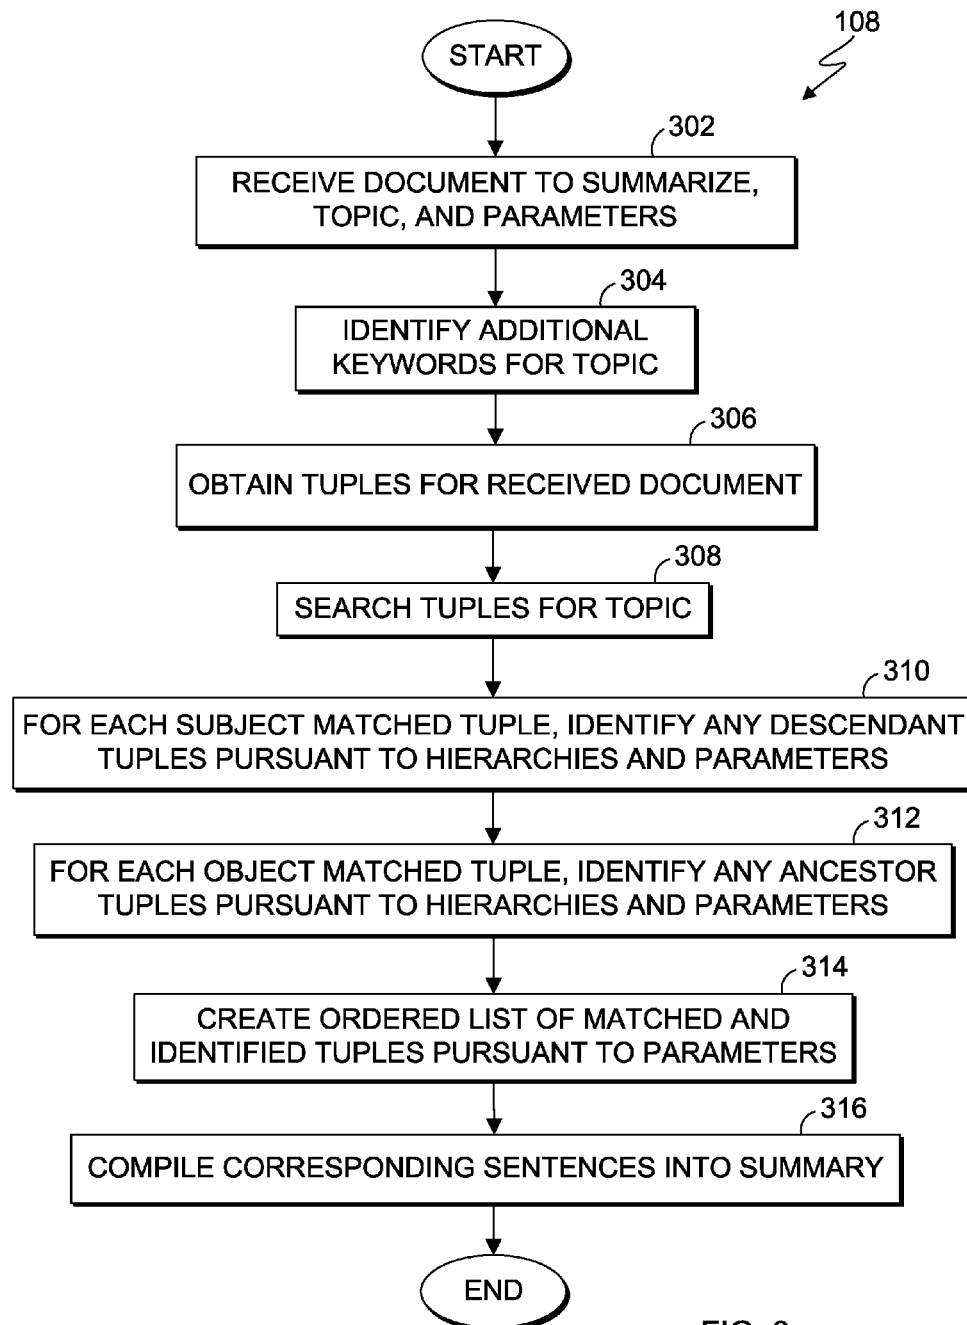 START
108
302
RECEIVE DOCUMENT TO SUMMARIZE,
TOPIC, AND PARAMETERS
304
IDENTIFY ADDITIONAL
KEYWORDS FOR TOPIC
306
OBTAIN TUPLES FOR RECEIVED DOCUMENT
308
SEARCH TUPLES FOR TOPIC
310
FOR EACH SUBJECT MATCHED TUPLE, IDENTIFY ANY DESCENDANT
TUPLES PURSUANT TO HIERARCHIES AND PARAMETERS
312
FOR EACH OBJECT MATCHED TUPLE, IDENTIFY ANY ANCESTOR
TUPLES PURSUANT TO HIERARCHIES AND PARAMETERS
314
CREATE ORDERED LIST OF MATCHED AND
IDENTIFIED TUPLES PURSUANT TO PARAMETERS
316
COMPILE CORRESPONDING SENTENCES INTO SUMMARY
END
FIG.